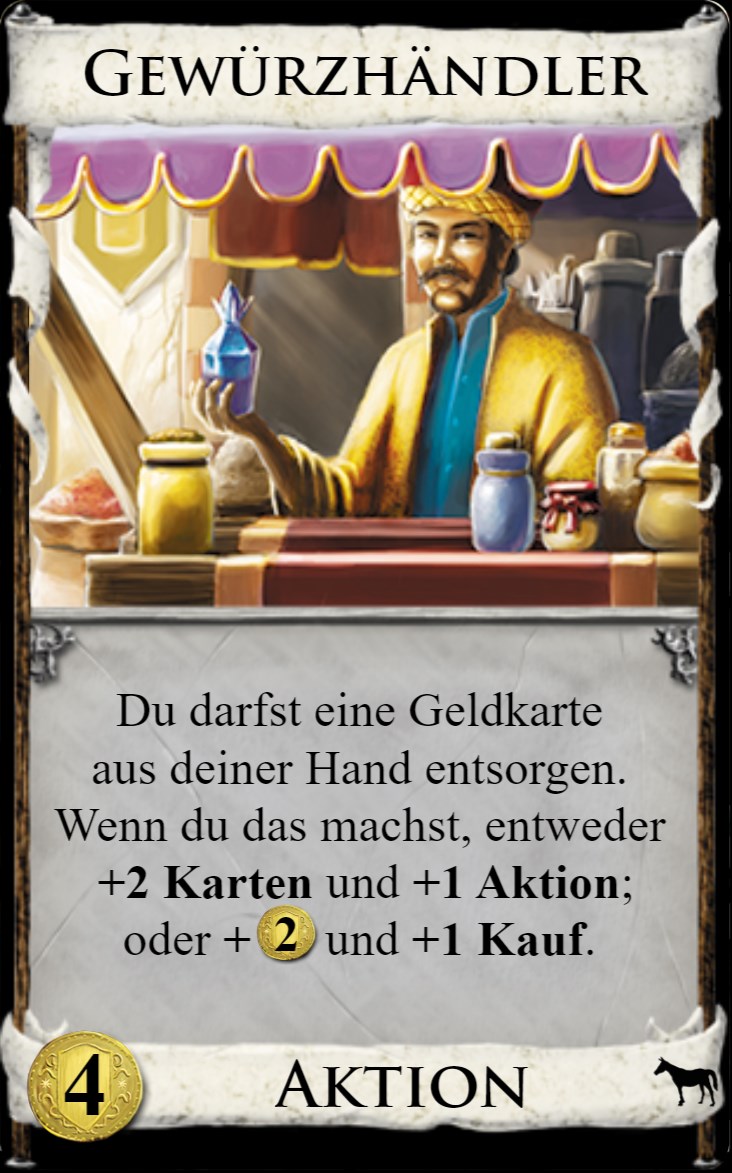 GEWÜRZHÄNDLER
Du darfst eine Geldkarte
aus deiner Hand entsorgen.
Wenn du das machst, entweder
+2 Karten und +1 Aktion;
oder + 2 und +1 Kauf.
4 AKTION